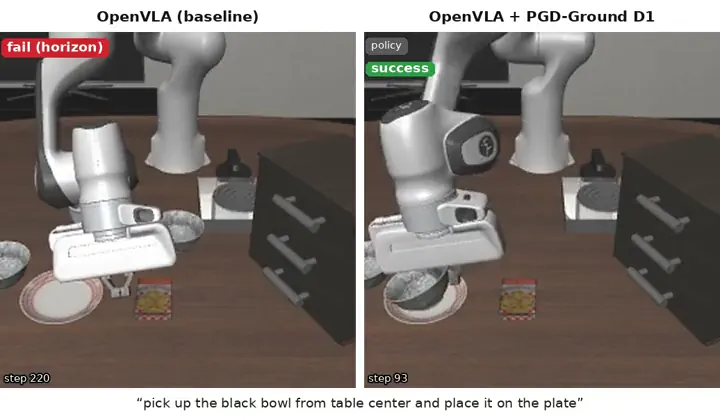 OpenVLA (baseline)
OpenVLA + PGD-Ground D1
fail (horizon)
policy
success
step 220
step 93
“pick up the black bowl from table center and place it on the plate”